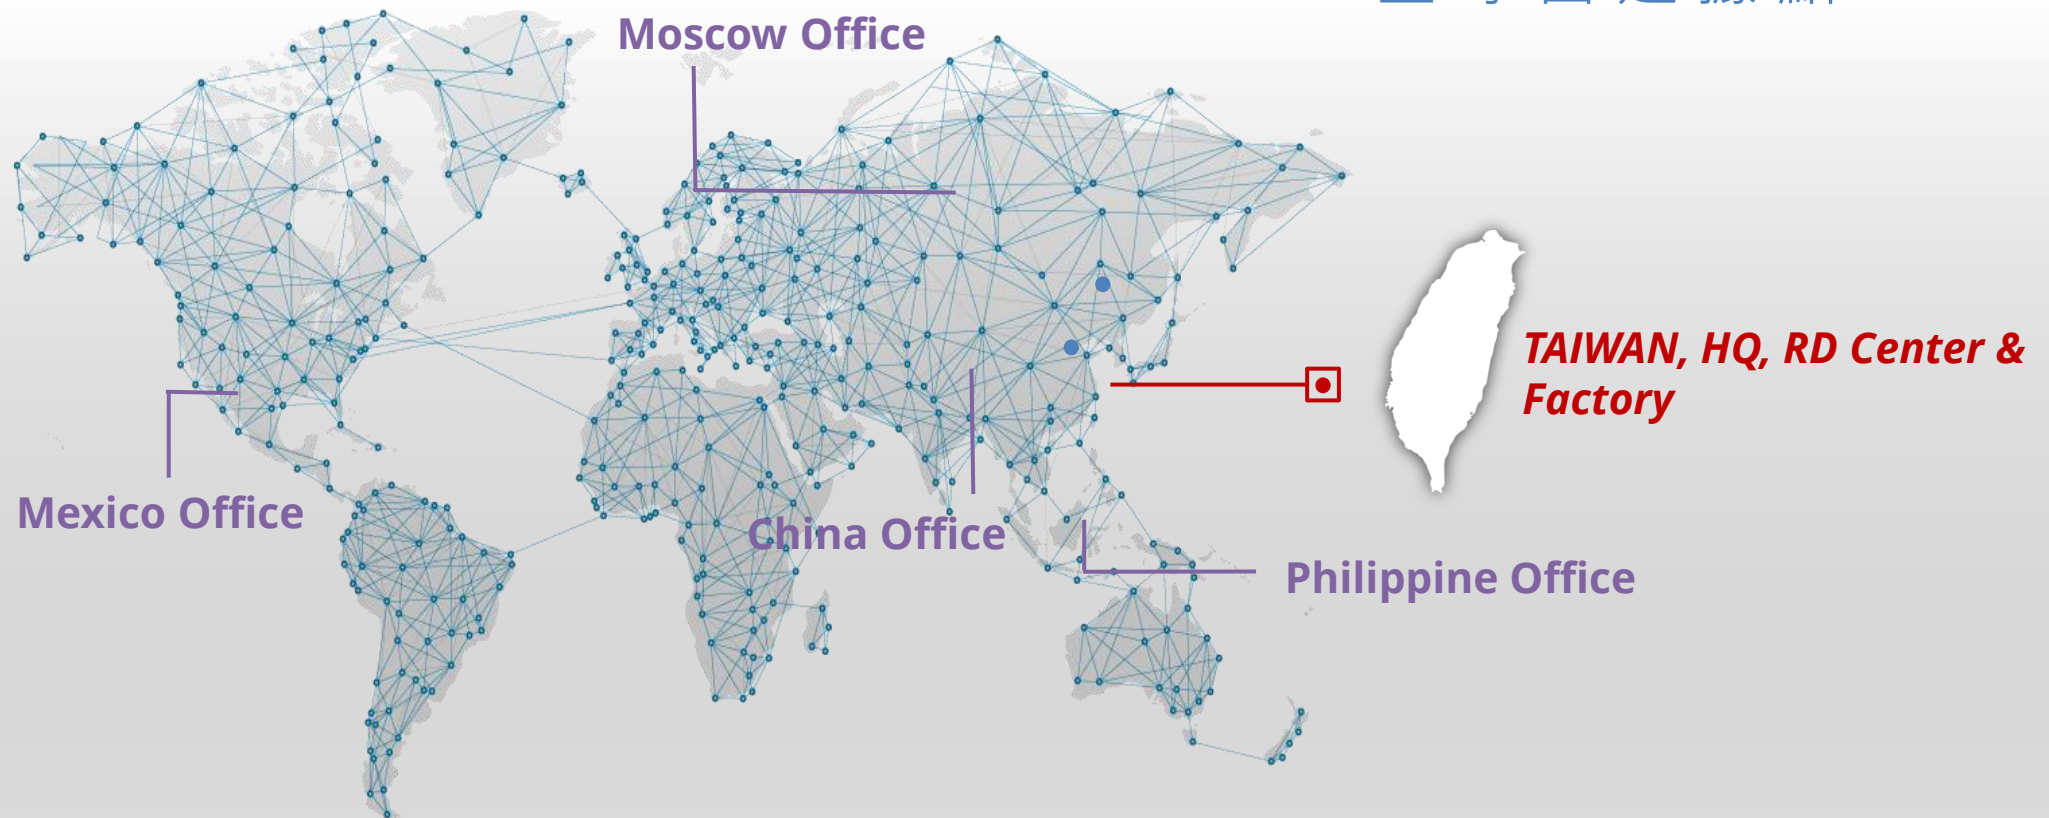 Moscow Office
TAIWAN, HQ, RD Center &
Factory
Mexico Office
China Office
Philippine Office